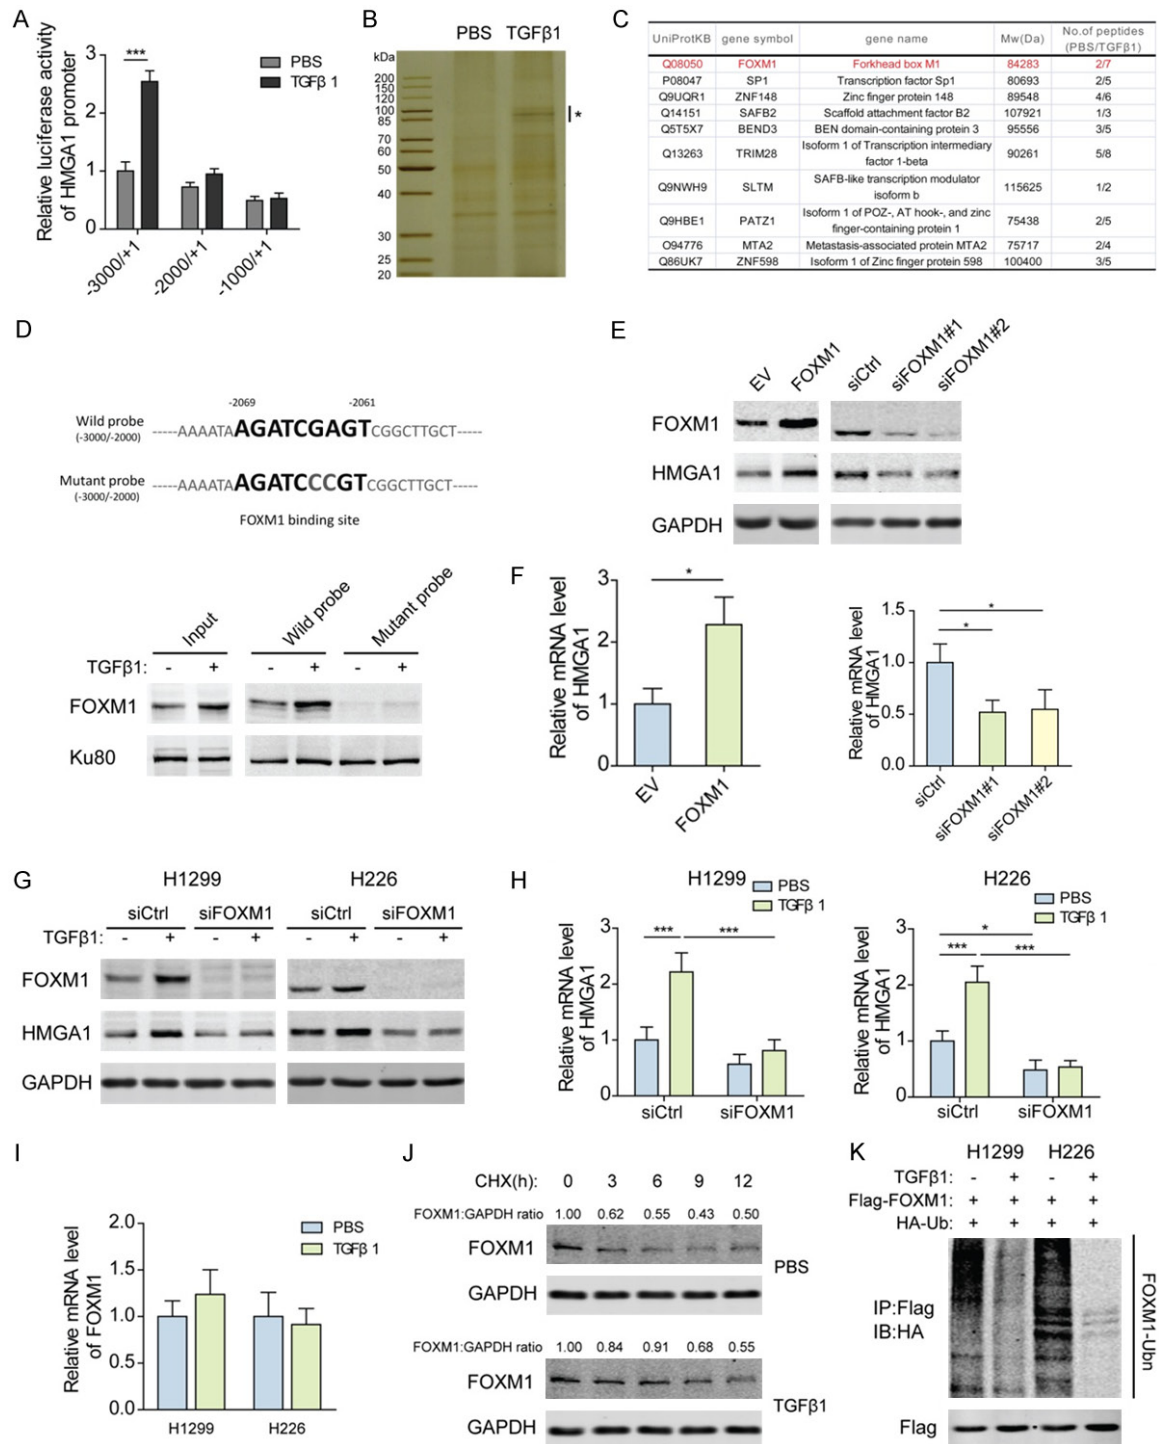 A
Relative luciferase activity
of HMGA1 promoter
3
2
1
0
***
PBS
TGFβ 1
-3000/+1
-2000/+1
-1000/+1
B
PBS TGFβ1
kDa
200
150
120
100
85
70
60
50
40
30
25
20
*
C
UniProtKB gene symbol gene name Mw(Da) No.of peptides
(PBS/TGFβ1)
Q08050 FOXM1 Forkhead box M1 84283 2/7
P08047 SP1 Transcription factor Sp1 80693 2/5
Q9UQR1 ZNF148 Zinc finger protein 148 89548 4/6
Q14151 SAFB2 Scaffold attachment factor B2 107921 1/3
Q5T5X7 BEND3 BEN domain-containing protein 3 95556 3/5
Q13263 TRIM28 Isoform 1 of Transcription intermediary
factor 1-beta 90261 5/8
Q9NWH9 SLTM SAFB-like transcription modulator
isoform b 115625 1/2
Q9HBE1 PATZ1 Isoform 1 of POZ-, AT hook-, and zinc
finger-containing protein 1 75438 2/5
O94776 MTA2 Metastasis-associated protein MTA2 75717 2/4
Q86UK7 ZNF598 Isoform 1 of Zinc finger protein 598 100400 3/5
D
-2069 -2061
Wild probe
(-3000/-2000)
-----AAAATAAGATCGAGTCGGCTTGCT-----
Mutant probe
(-3000/-2000)
-----AAAATAAGATCCCGTCGGCTTGCT-----
FOXM1 binding site
Input Wild probe Mutant probe
TGFβ1: - + - + - +
FOXM1
Ku80
E
EV FOXM1 siCtrl siFOXM1#1 siFOXM1#2
FOXM1
HMGA1
GAPDH
F
Relative mRNA level
of HMGA1
3
2
1
0
*
EV
FOXM1
Relative mRNA level
of HMGA1
1.5
1.0
0.5
0.0
*
*
siCtrl
siFOXM1#1
siFOXM1#2
G
H1299 H226
siCtrl siFOXM1 siCtrl siFOXM1
TGFβ1: - + - + - + - +
FOXM1
HMGA1
GAPDH
H
H1299
PBS
TGFβ 1
Relative mRNA level
of HMGA1
3
2
1
0
*** ***
siCtrl siFOXM1
H226
PBS
TGFβ 1
Relative mRNA level
of HMGA1
3
2
1
0
*
*** ***
siCtrl siFOXM1
I
Relative mRNA level
of FOXM1
2.0
1.5
1.0
0.5
0.0
PBS
TGFβ 1
H1299 H226
J
CHX(h): 0 3 6 9 12
FOXM1:GAPDH ratio 1.00 0.62 0.55 0.43 0.50
FOXM1
GAPDH
PBS
FOXM1:GAPDH ratio 1.00 0.84 0.91 0.68 0.55
FOXM1
GAPDH
TGFβ1
K
H1299 H226
TGFβ1: - + - +
Flag-FOXM1: + + + +
HA-Ub: + + + +
IP:Flag
IB:HA
FOXM1-Ubn
Flag